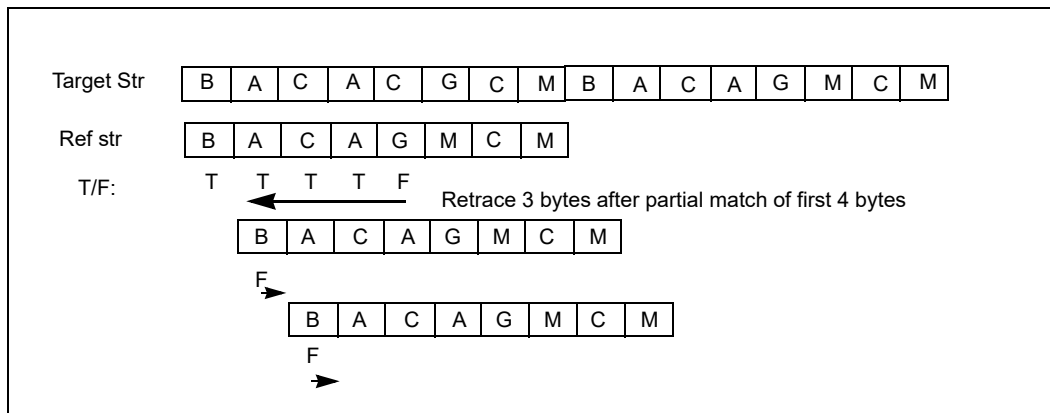 Target Str B A C A C G C M B A C A G M C M
Ref str B A C A G M C M
T/F: T T T T F
Retrace 3 bytes after partial match of first 4 bytes
B A C A G M C M
F
B A C A G M C M
F